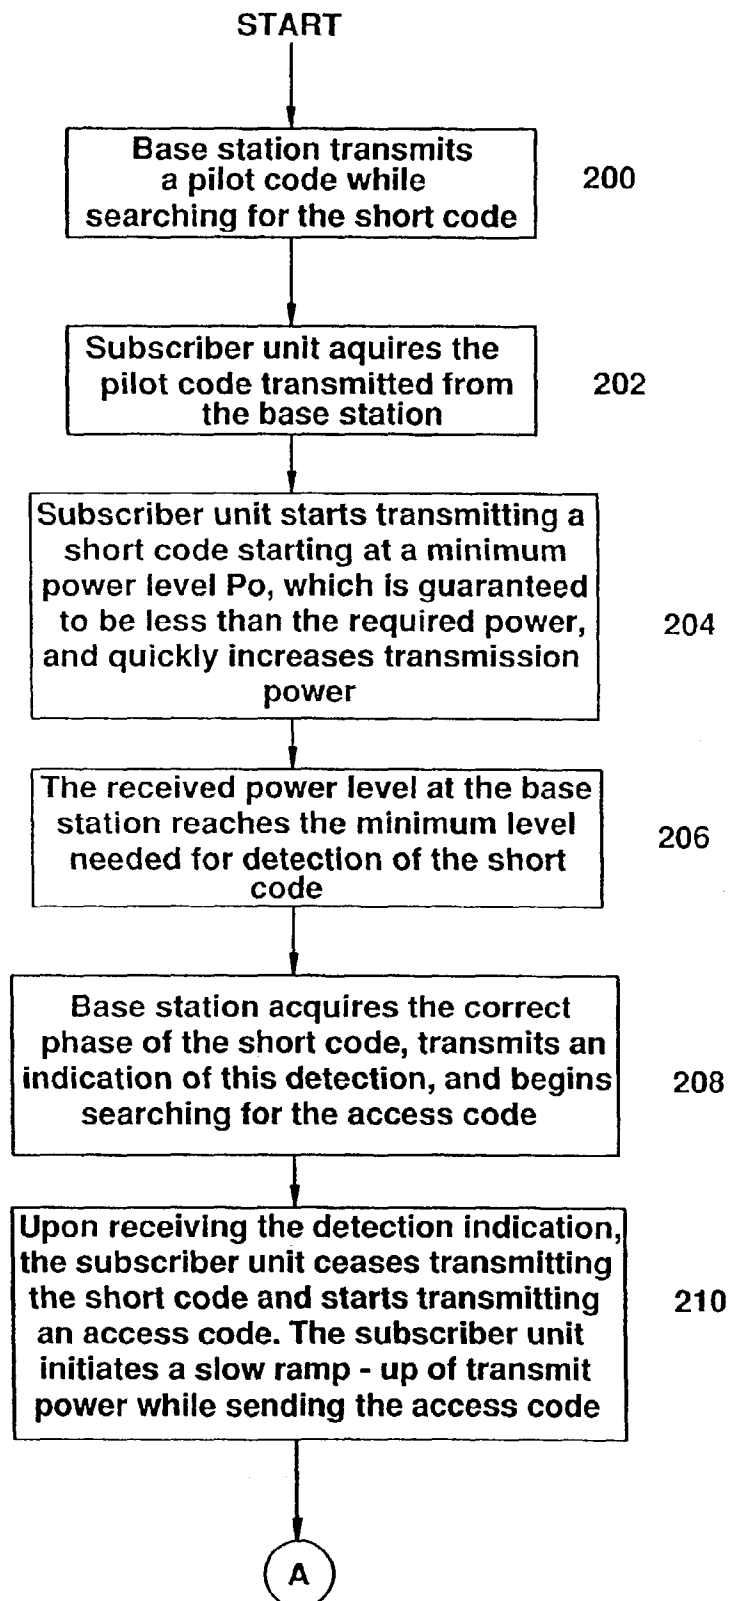 START
Base station transmits
a pilot code while
searching for the short code
200
Subscriber unit aquires the
pilot code transmitted from
the base station
202
Subscriber unit starts transmitting a
short code starting at a minimum
power level Po, which is guaranteed
to be less than the required power,
and quickly increases transmission
power
204
The received power level at the base
station reaches the minimum level
needed for detection of the short
code
206
Base station acquires the correct
phase of the short code, transmits an
indication of this detection, and begins
searching for the access code
208
Upon receiving the detection indication,
the subscriber unit ceases transmitting
the short code and starts transmitting
an access code. The subscriber unit
initiates a slow ramp - up of transmit
power while sending the access code
210
A